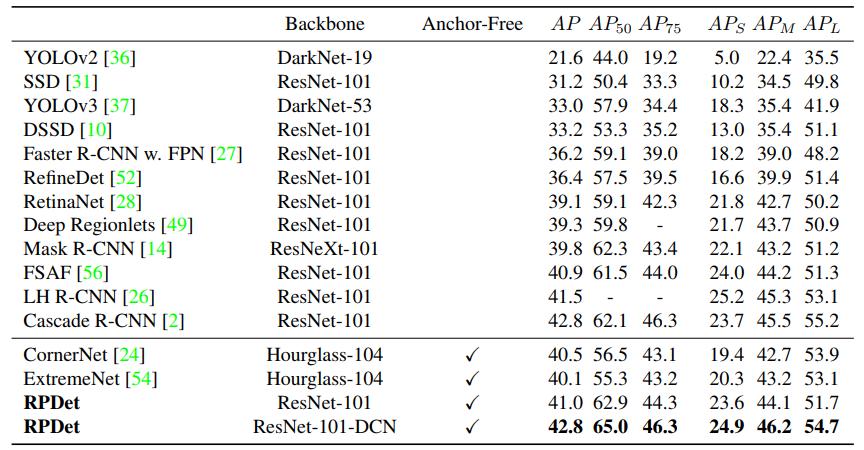 Backbone Anchor-Free AP AP50 AP75 APS APM APL
YOLOv2 [36] DarkNet-19 21.6 44.0 19.2 5.0 22.4 35.5
SSD [31] ResNet-101 31.2 50.4 33.3 10.2 34.5 49.8
YOLOv3 [37] DarkNet-53 33.0 57.9 34.4 18.3 35.4 41.9
DSSD [10] ResNet-101 33.2 53.3 35.2 13.0 35.4 51.1
Faster R-CNN w. FPN [27] ResNet-101 36.2 59.1 39.0 18.2 39.0 48.2
RefineDet [52] ResNet-101 36.4 57.5 39.5 16.6 39.9 51.4
RetinaNet [28] ResNet-101 39.1 59.1 42.3 21.8 42.7 50.2
Deep Regionlets [49] ResNet-101 39.3 59.8 - 21.7 43.7 50.9
Mask R-CNN [14] ResNeXt-101 39.8 62.3 43.4 22.1 43.2 51.2
FSAF [56] ResNet-101 40.9 61.5 44.0 24.0 44.2 51.3
LH R-CNN [26] ResNet-101 41.5 - - 25.2 45.3 53.1
Cascade R-CNN [2] ResNet-101 42.8 62.1 46.3 23.7 45.5 55.2
CornerNet [24] Hourglass-104 ✓ 40.5 56.5 43.1 19.4 42.7 53.9
ExtremeNet [54] Hourglass-104 ✓ 40.1 55.3 43.2 20.3 43.2 53.1
RPDet ResNet-101 ✓ 41.0 62.9 44.3 23.6 44.1 51.7
RPDet ResNet-101-DCN ✓ 42.8 65.0 46.3 24.9 46.2 54.7